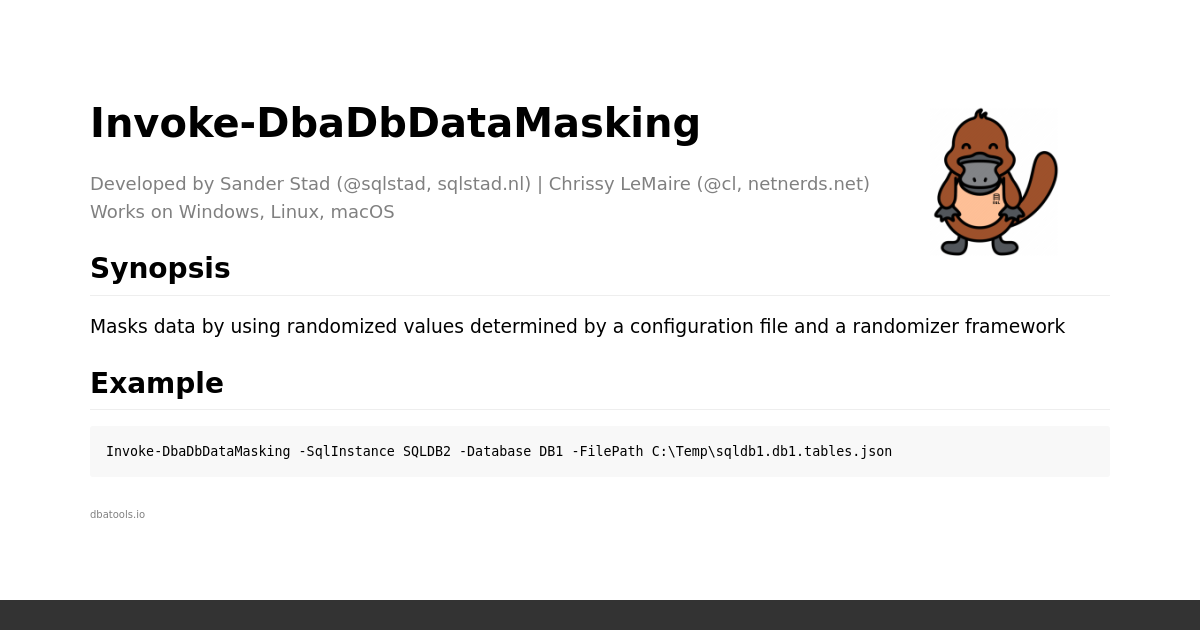 Invoke-DbaDbDataMasking
Developed by Sander Stad (@sqlstad, sqlstad.nl) | Chrissy LeMaire (@cl, netnerds.net)
Works on Windows, Linux, macOS
Synopsis
Masks data by using randomized values determined by a configuration file and a randomizer framework
Example
Invoke-DbaDbDataMasking -SqlInstance SQLDB2 -Database DB1 -FilePath C:\Temp\sqldb1.db1.tables.json
dbatools.io